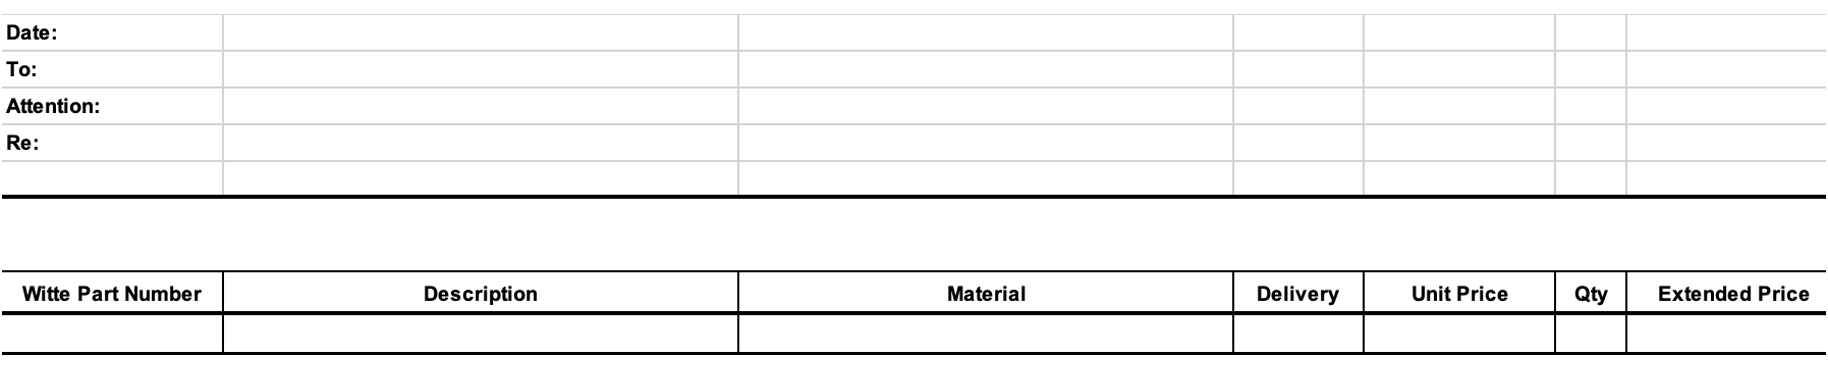 Date:
To:
Attention:
Re:
Witte Part Number Description Material Delivery Unit Price Qty Extended Price